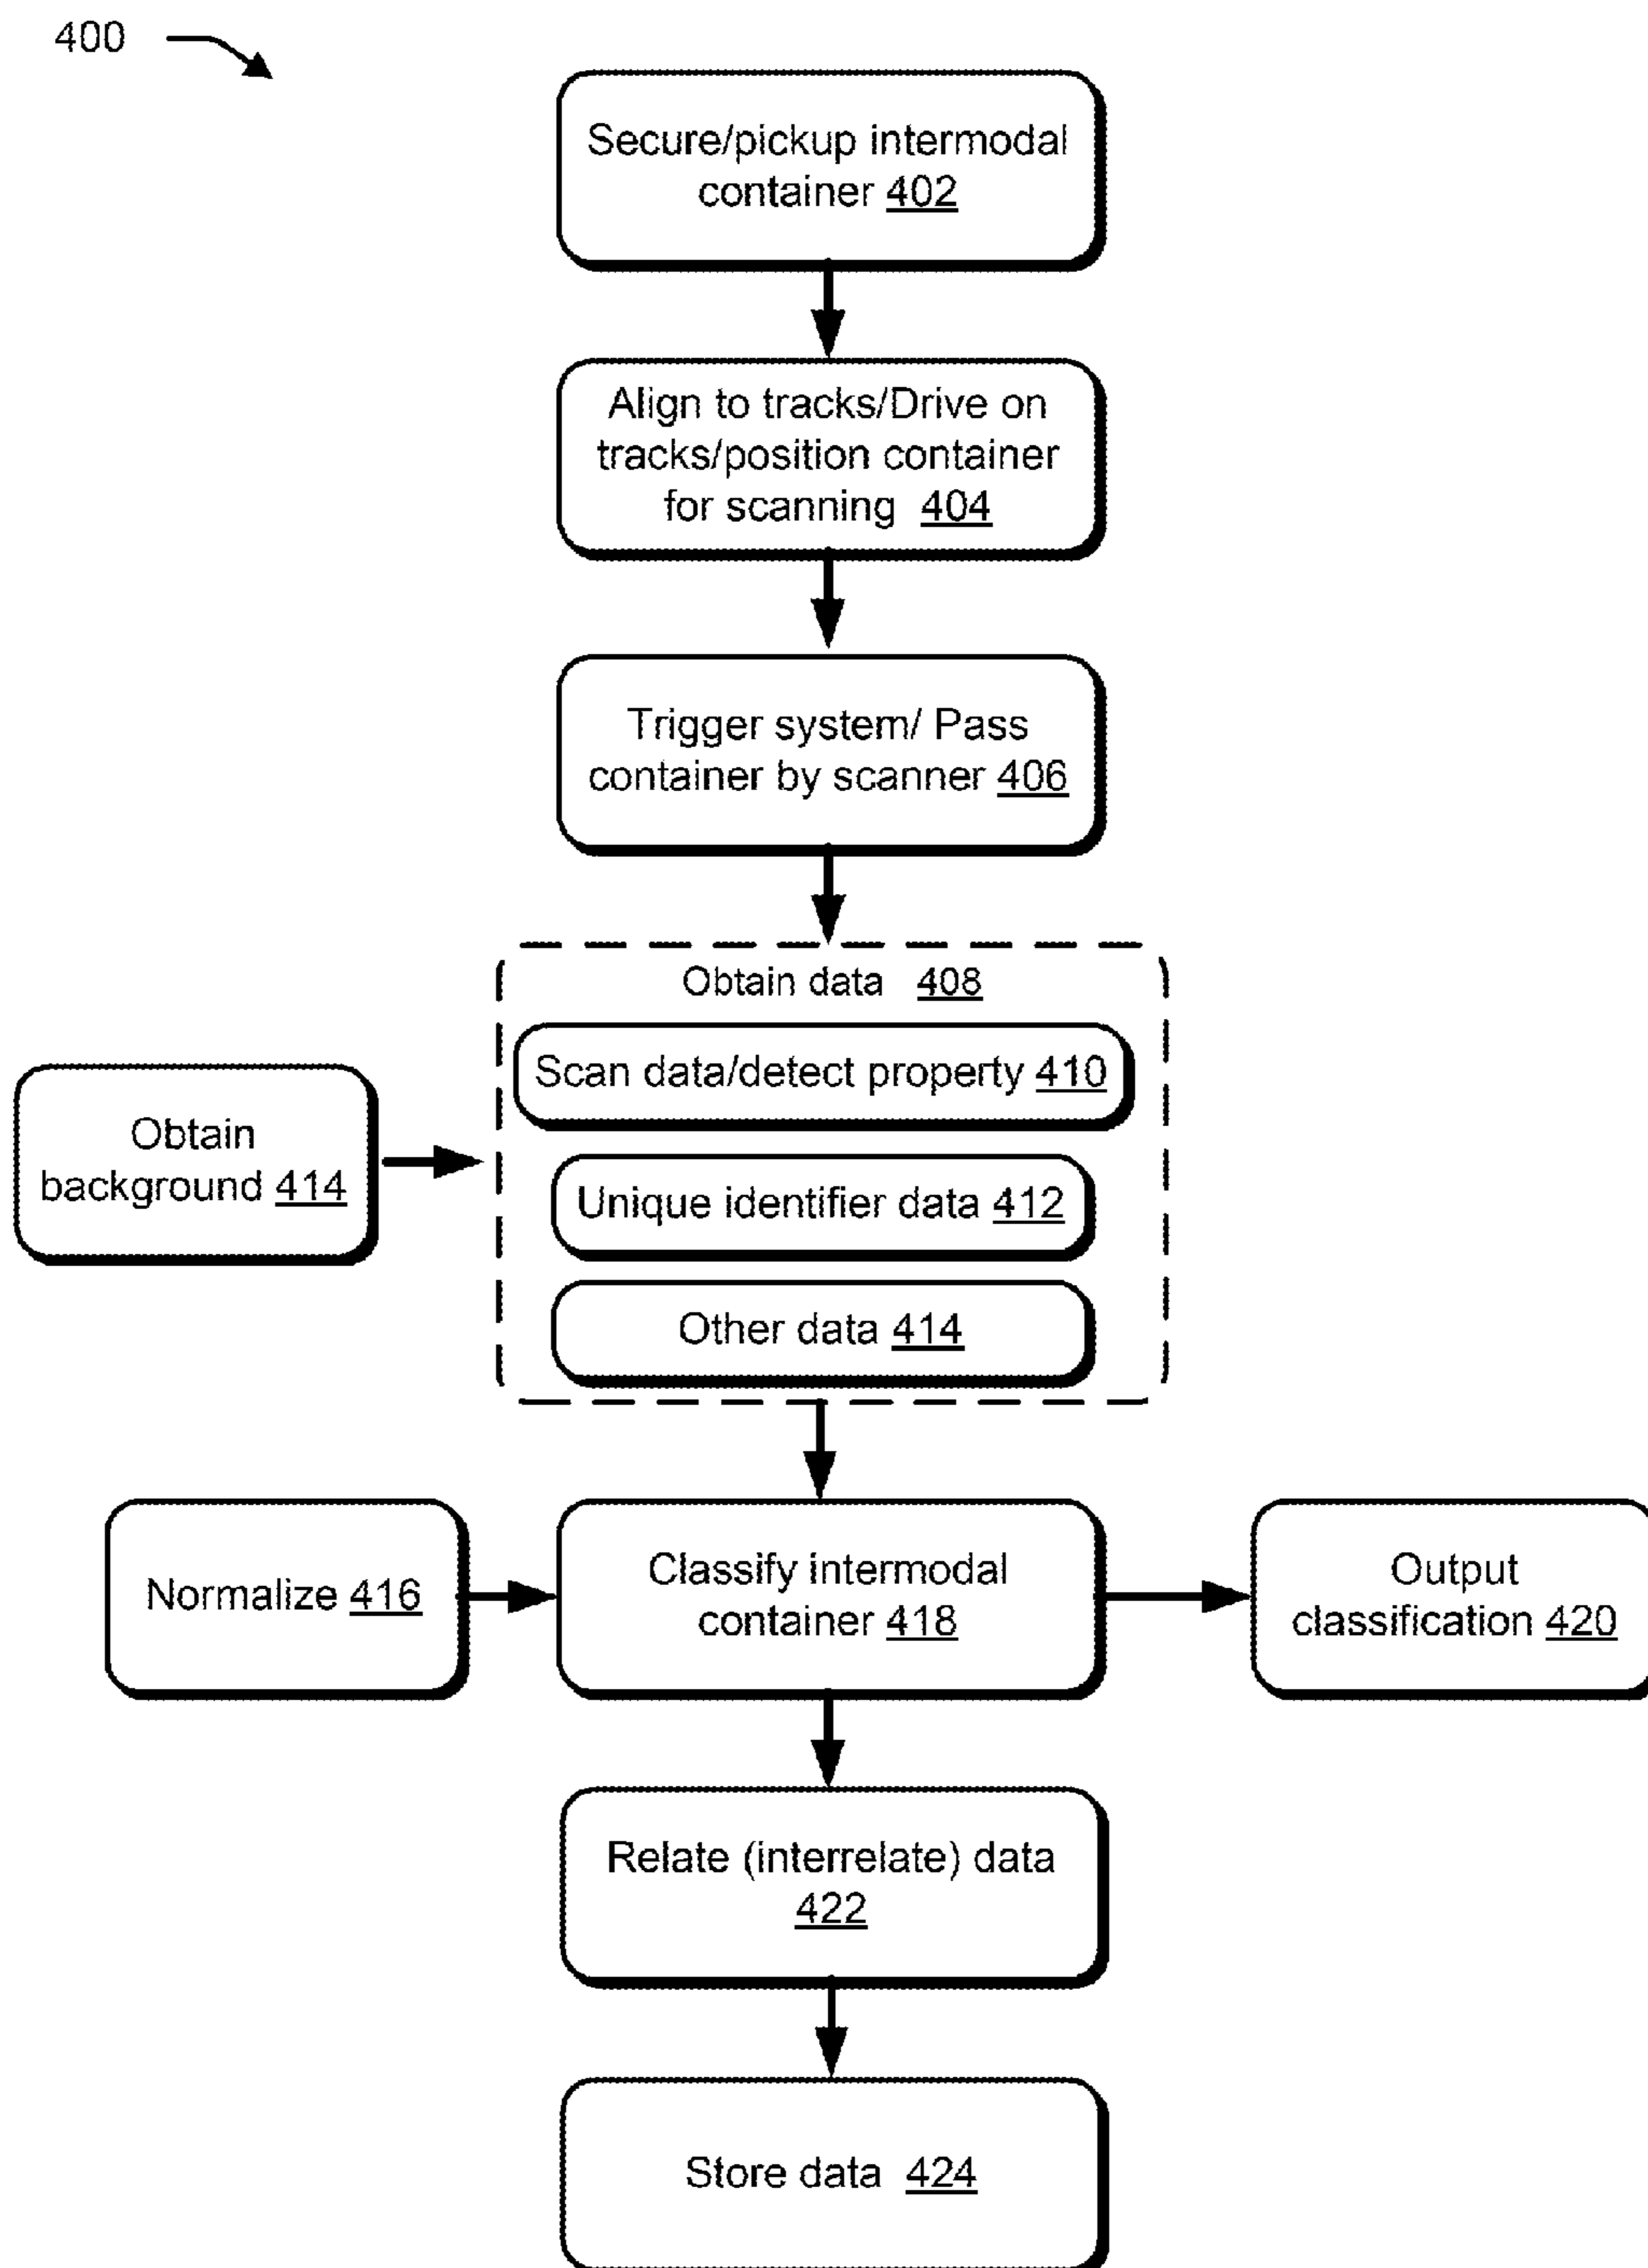 400
Secure/pickup intermodal
container 402
Align to tracks/Drive on
tracks/position container
for scanning 404
Trigger system/ Pass
container by scanner 406
Obtain data 408
Scan data/detect property 410
Obtain
background 414
Unique identifier data 412
Other data 414
Normalize 416
Classify intermodal
container 418
Output
classification 420
Relate (interrelate) data
422
Store data 424